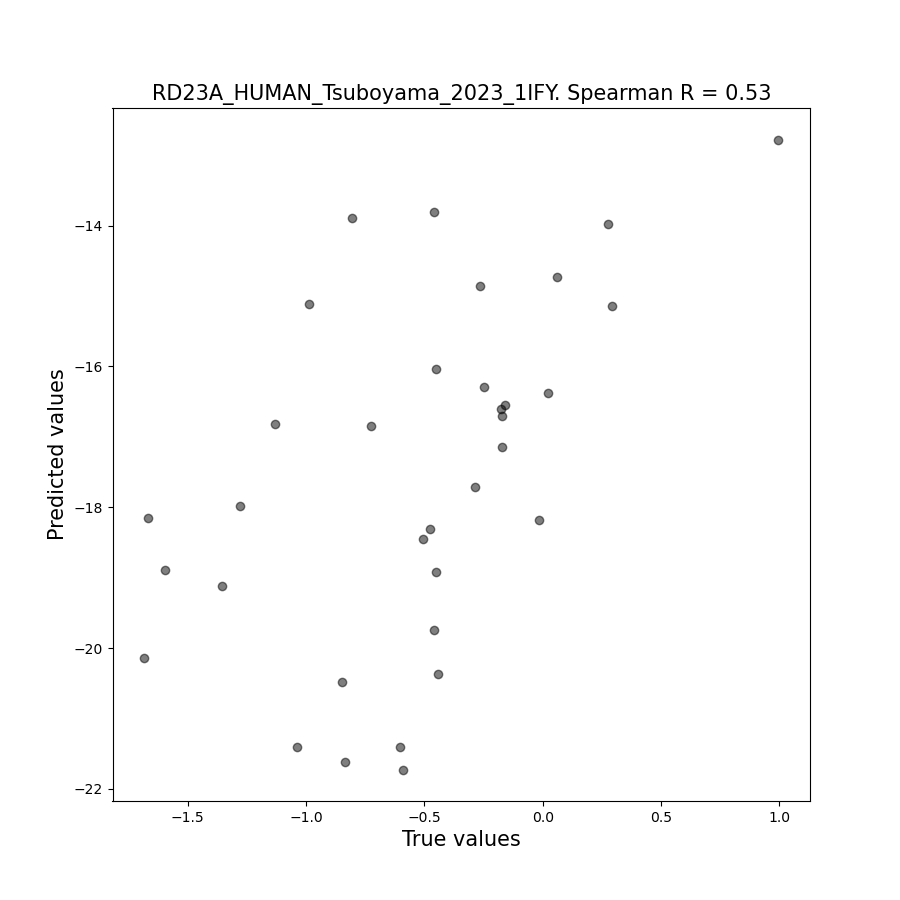 RD23A_HUMAN_Tsuboyama_2023_1IFY. Spearman R = 0.53
Predicted values
−14
−16
−18
−20
−22
−1.5 −1.0 −0.5 0.0 0.5 1.0
True values